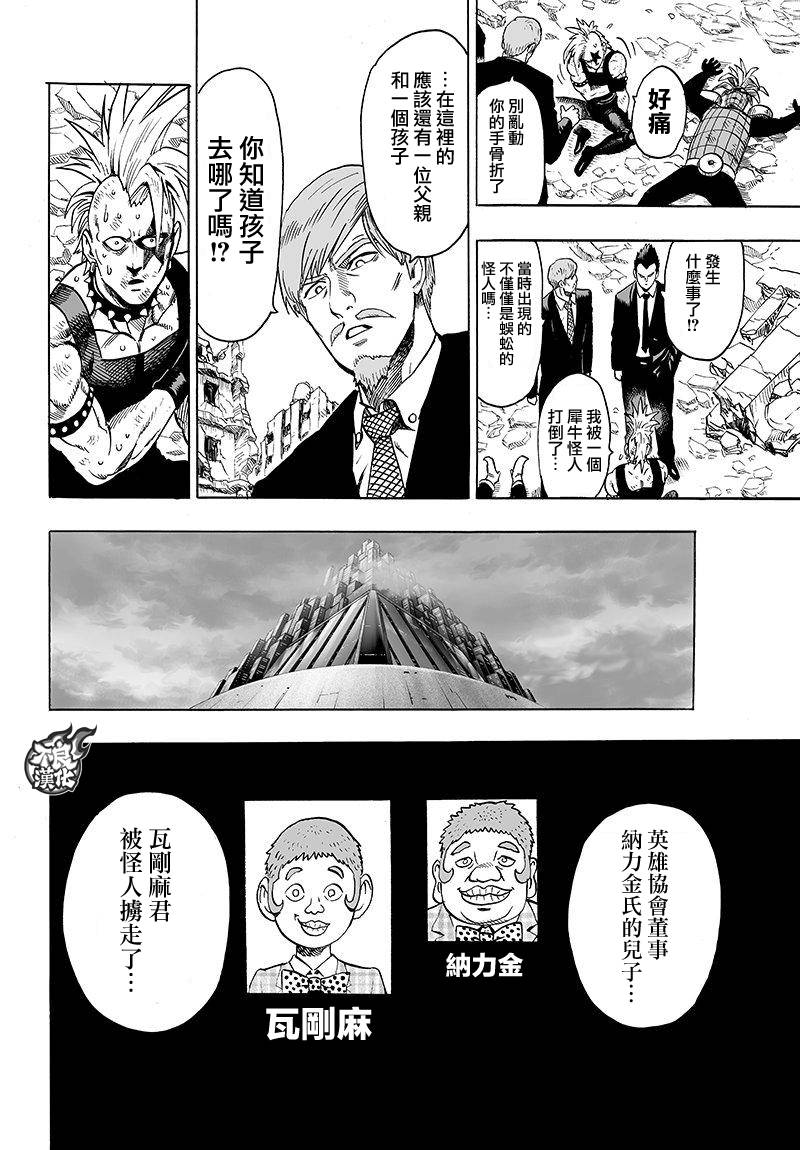 好痛
別亂動
你的手骨折了
發生
什麼事了!?
當時出現的
不僅僅是蜈蚣的
怪人嗎…
我被一個
犀牛怪人
打倒了…
…在這裡的
應該還有一位父親
和一個孩子
你知道孩子
去哪了嗎!?
英雄協會董事
納力金氏的兒子…
納力金
瓦剛麻
瓦剛麻君
被怪人擄走了…
狼
漢化